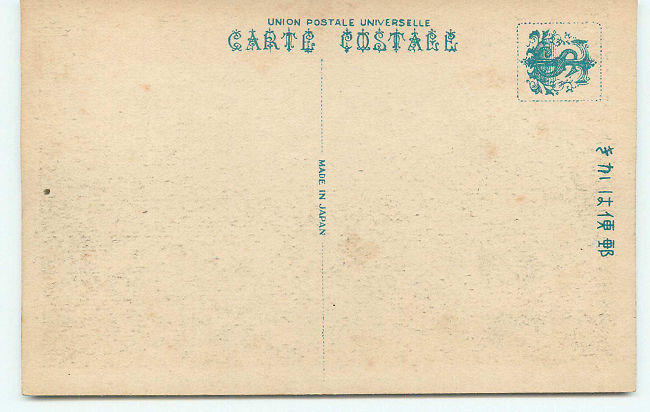 UNION POSTALE UNIVERSELLE
CARTE POSTALE
MADE IN JAPAN
郵便はかき